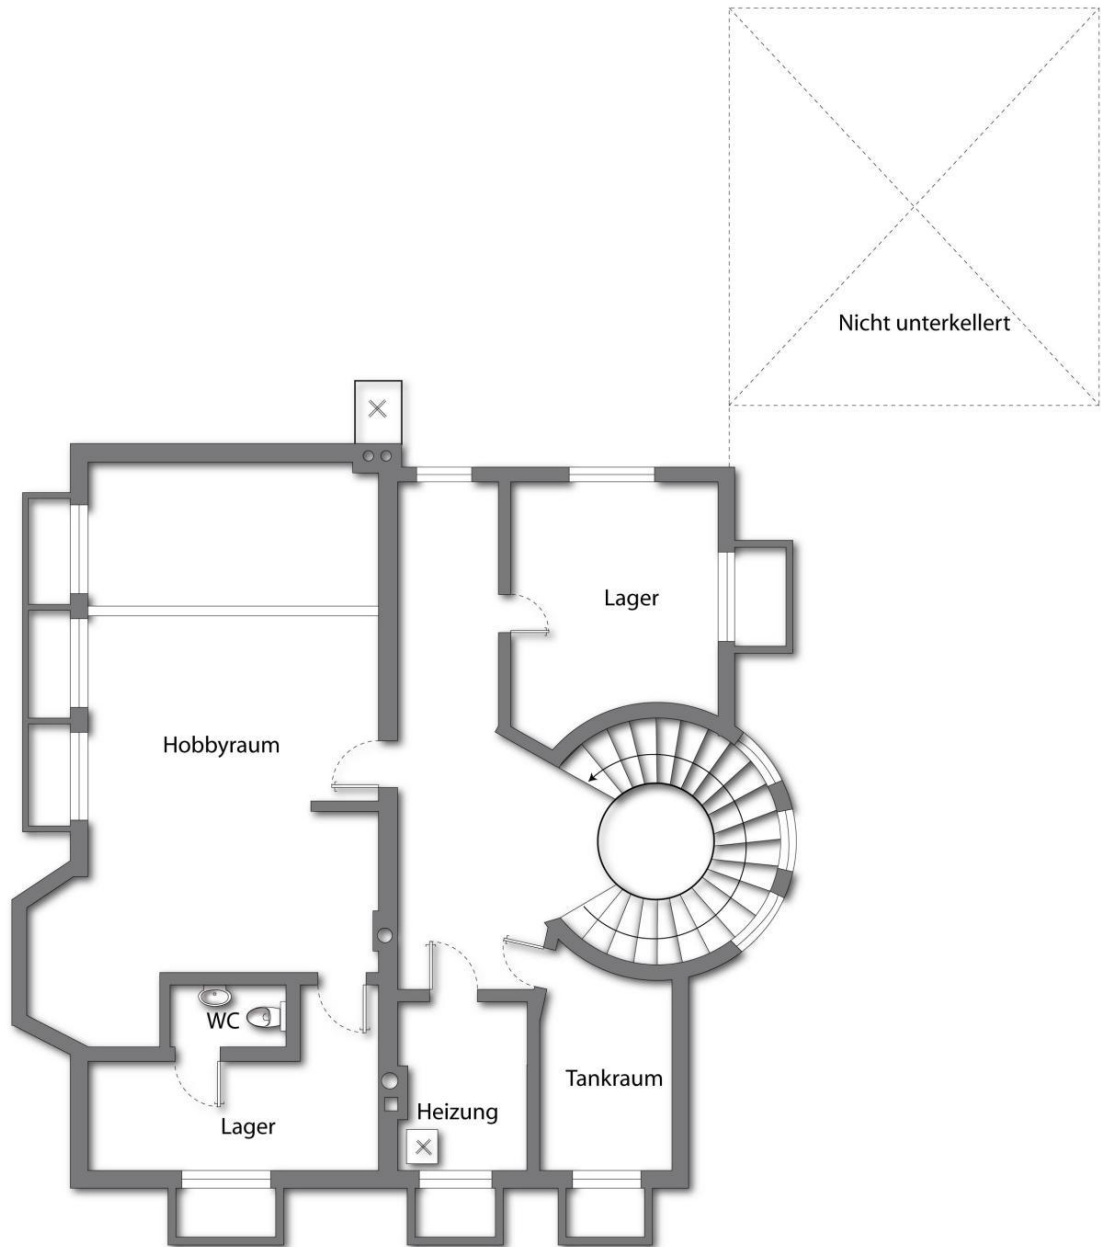 Nicht unterkellert
Lager
Hobbyraum
WC
Tankraum
Heizung
Lager